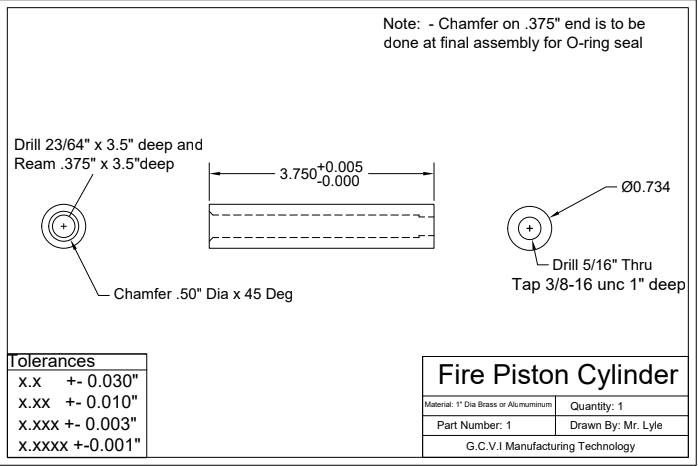 Note:  - Chamfer on .375" end is to be
done at final assembly for O-ring seal
Drill 23/64" x 3.5" deep and
Ream .375" x 3.5"deep
3.750+0.005
-0.000
Ø0.734
Chamfer .50" Dia x 45 Deg
Drill 5/16" Thru
Tap 3/8-16 unc 1" deep
Tolerances
x.x +- 0.030"
x.xx +- 0.010"
x.xxx +- 0.003"
x.xxxx +-0.001"
Fire Piston Cylinder
Material: 1" Dia Brass or Alumuminum
Quantity: 1
Part Number: 1
Drawn By: Mr. Lyle
G.C.V.I Manufacturing Technology